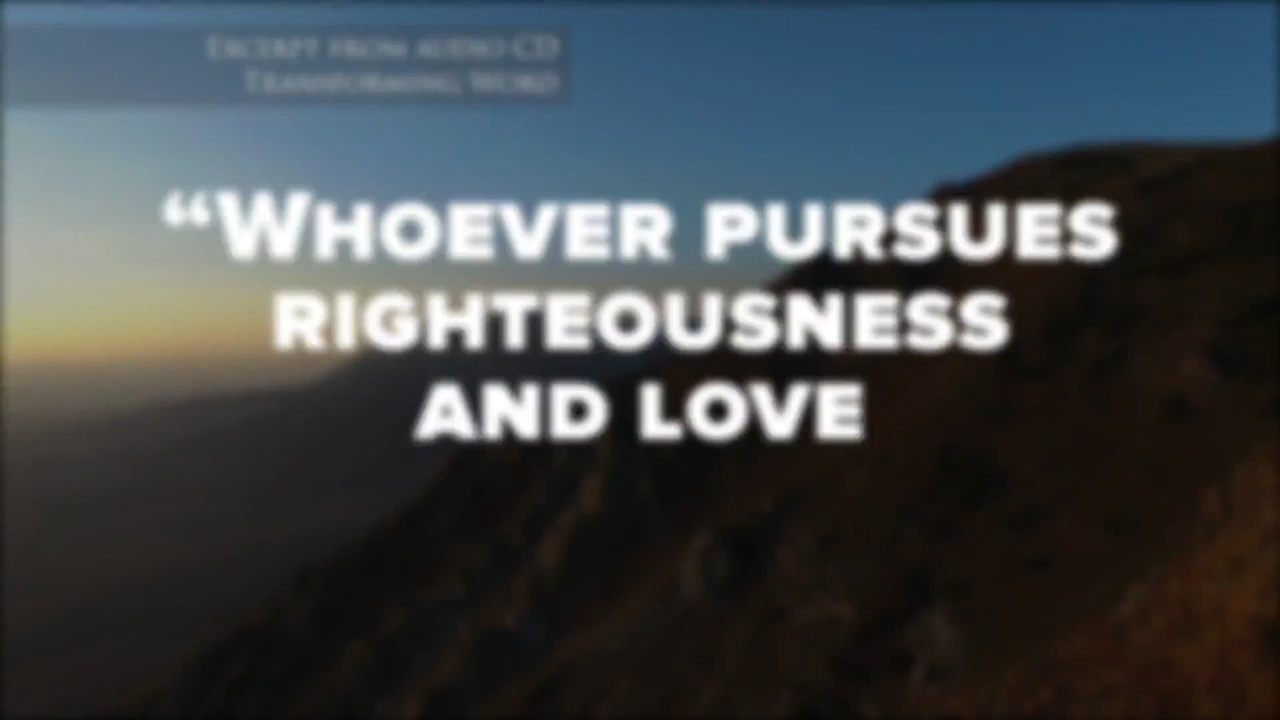 Excerpt from audio CD
Transforming Word
“Whoever pursues
righteousness
and love